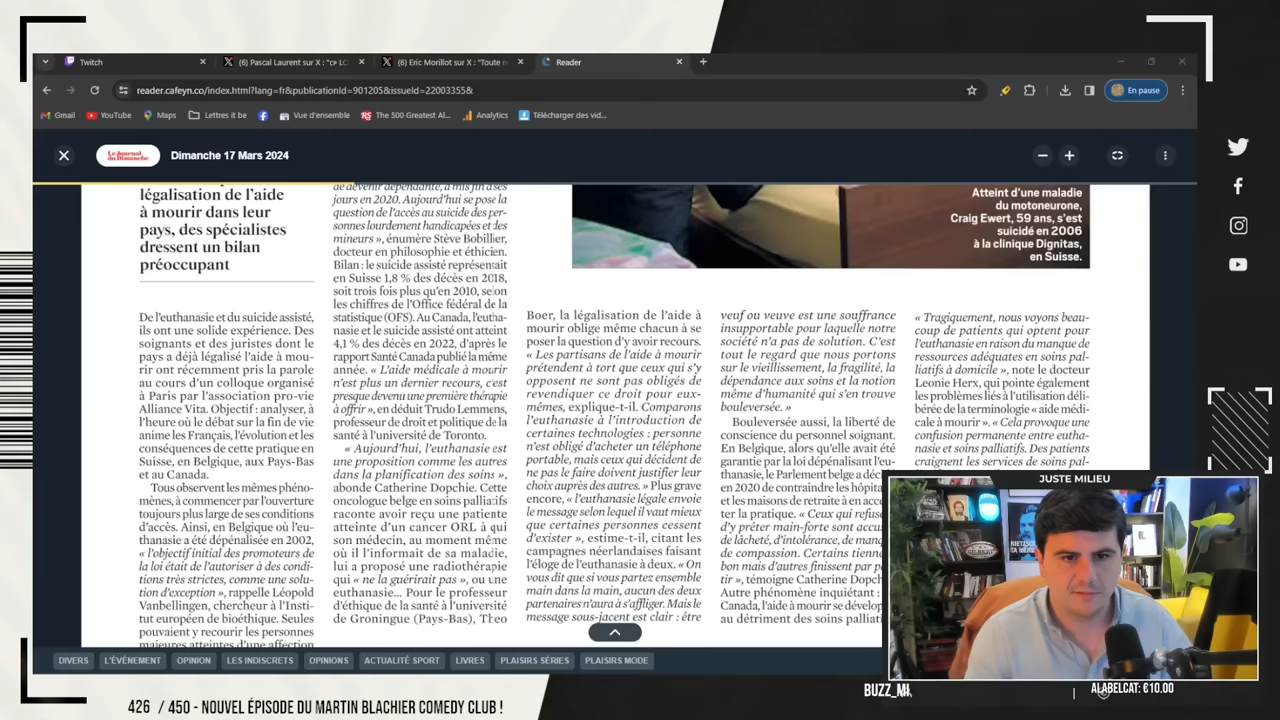 Twitch
(6) Pascal Laurent sur X : "
(6) Eric Morillot sur X : "Toute
Reader
reader.cafeyn.co/index.html?lang=fr&publicationId=901205&issueId=22003355&
En pause
Gmail
YouTube
Maps
Lettres it be
Vue d'ensemble
The 500 Greatest Al...
Analytics
Télécharger des vid...
Le Journal
du Dimanche
Dimanche 17 Mars 2024
légalisation de l'aide
à mourir dans leur
pays, des spécialistes
dressent un bilan
préoccupant
De l'euthanasie et du suicide assisté,
ils ont une solide expérience. Des
soignants et des juristes dont le
pays a déjà légalisé l'aide à mou-
rir ont récemment pris la parole
au cours d'un colloque organisé
à Paris par l'association pro-vie
Alliance Vita. Objectif : analyser, à
l'heure où le débat sur la fin de vie
anime les Français, l'évolution et les
conséquences de cette pratique en
Suisse, en Belgique, aux Pays-Bas
et au Canada.
Tous observent les mêmes phéno-
mènes, à commencer par l'ouverture
toujours plus large de ses conditions
d'accès. Ainsi, en Belgique où l'eu-
thanasie a été dépénalisée en 2002,
« l'objectif initial des promoteurs de
la loi était de l'autoriser à des condi-
tions très strictes, comme une solu-
tion d'exception », rappelle Léopold
Vanbellingen, chercheur à l'Insti-
tut européen de bioéthique. Seules
pouvaient y recourir les personnes
majeures atteintes d'une affection
de devenir dépendante, a mis fin à ses
jours en 2020. Aujourd'hui se pose la
question de l'accès au suicide des per-
sonnes lourdement handicapées et des
mineurs », énumère Stève Bobillier,
docteur en philosophie et éthicien.
Bilan : le suicide assisté représentait
en Suisse 1,8 % des décès en 2018,
soit trois fois plus qu'en 2010, selon
les chiffres de l'Office fédéral de la
statistique (OFS). Au Canada, l'eutha-
nasie et le suicide assisté ont atteint
4,1 % des décès en 2022, d'après le
rapport Santé Canada publié la même
année. « L'aide médicale à mourir
n'est plus un dernier recours, c'est
presque devenu une première thérapie
à offrir », en déduit Trudo Lemmens,
professeur de droit et politique de la
santé à l'université de Toronto.
« Aujourd'hui, l'euthanasie est
une proposition comme les autres
dans la planification des soins »,
abonde Catherine Dopchie. Cette
oncologue belge en soins palliatifs
raconte avoir reçu une patiente
atteinte d'un cancer ORL à qui
son médecin, au moment même
où il l'informait de sa maladie,
lui a proposé une radiothérapie
qui « ne la guérirait pas », ou une
euthanasie... Pour le professeur
d'éthique de la santé à l'université
de Groningue (Pays-Bas), Theo
Atteint d'une maladie
du motoneurone,
Craig Ewert, 59 ans, s'est
suicidé en 2006
à la clinique Dignitas,
en Suisse.
Boer, la légalisation de l'aide à
mourir oblige même chacun à se
poser la question d'y avoir recours.
« Les partisans de l'aide à mourir
prétendent à tort que ceux qui s'y
opposent ne sont pas obligés de
revendiquer ce droit pour eux-
mêmes, explique-t-il. Comparons
l'euthanasie à l'introduction de
certaines technologies : personne
n'est obligé d'acheter un téléphone
portable, mais ceux qui décident de
ne pas le faire doivent justifier leur
choix auprès des autres. » Plus grave
encore, « l'euthanasie légale envoie
le message selon lequel il vaut mieux
que certaines personnes cessent
d'exister », estime-t-il, citant les
campagnes néerlandaises faisant
l'éloge de l'euthanasie à deux. « On
vous dit que si vous partez ensemble
main dans la main, aucun des deux
partenaires n'aura à s'affliger. Mais le
message sous-jacent est clair : être
veuf ou veuve est une souffrance
insupportable pour laquelle notre
société n'a pas de solution. C'est
tout le regard que nous portons
sur le vieillissement, la fragilité, la
dépendance aux soins et la notion
même d'humanité qui s'en trouve
bouleversée. »
Bouleversée aussi, la liberté de
conscience du personnel soignant.
En Belgique, alors qu'elle avait été
garantie par la loi dépénalisant l'eu-
thanasie, le Parlement belge a déci
en 2020 de contraindre les hôpita
et les maisons de retraite à en acc
ter la pratique. « Ceux qui refuse
d'y prêter main-forte sont accu
de lâcheté, d'intolérance, de manq
de compassion. Certains tienne
bon mais d'autres finissent par p
tir », témoigne Catherine Dopch
Autre phénomène inquiétant :
Canada, l'aide à mourir se dévelop
au détriment des soins palliati
« Tragiquement, nous voyons beau-
coup de patients qui optent pour
l'euthanasie en raison du manque de
ressources adéquates en soins pal-
liatifs à domicile », note le docteur
Leonie Herx, qui pointe également
les problèmes liés à l'utilisation déli-
bérée de la terminologie « aide médi-
cale à mourir ». « Cela provoque une
confusion permanente entre eutha-
nasie et soins palliatifs. Des patients
craignent les services de soins pal-
JUSTE MILIEU
DIVERS
L'ÉVÉNEMENT
OPINION
LES INDISCRETS
OPINIONS
ACTUALITÉ SPORT
LIVRES
PLAISIRS SÉRIES
PLAISIRS MODE
BUZZ_MI
ALABELCAT: €10.00
426 / 450 - NOUVEL ÉPISODE DU MARTIN BLACHIER COMEDY CLUB !